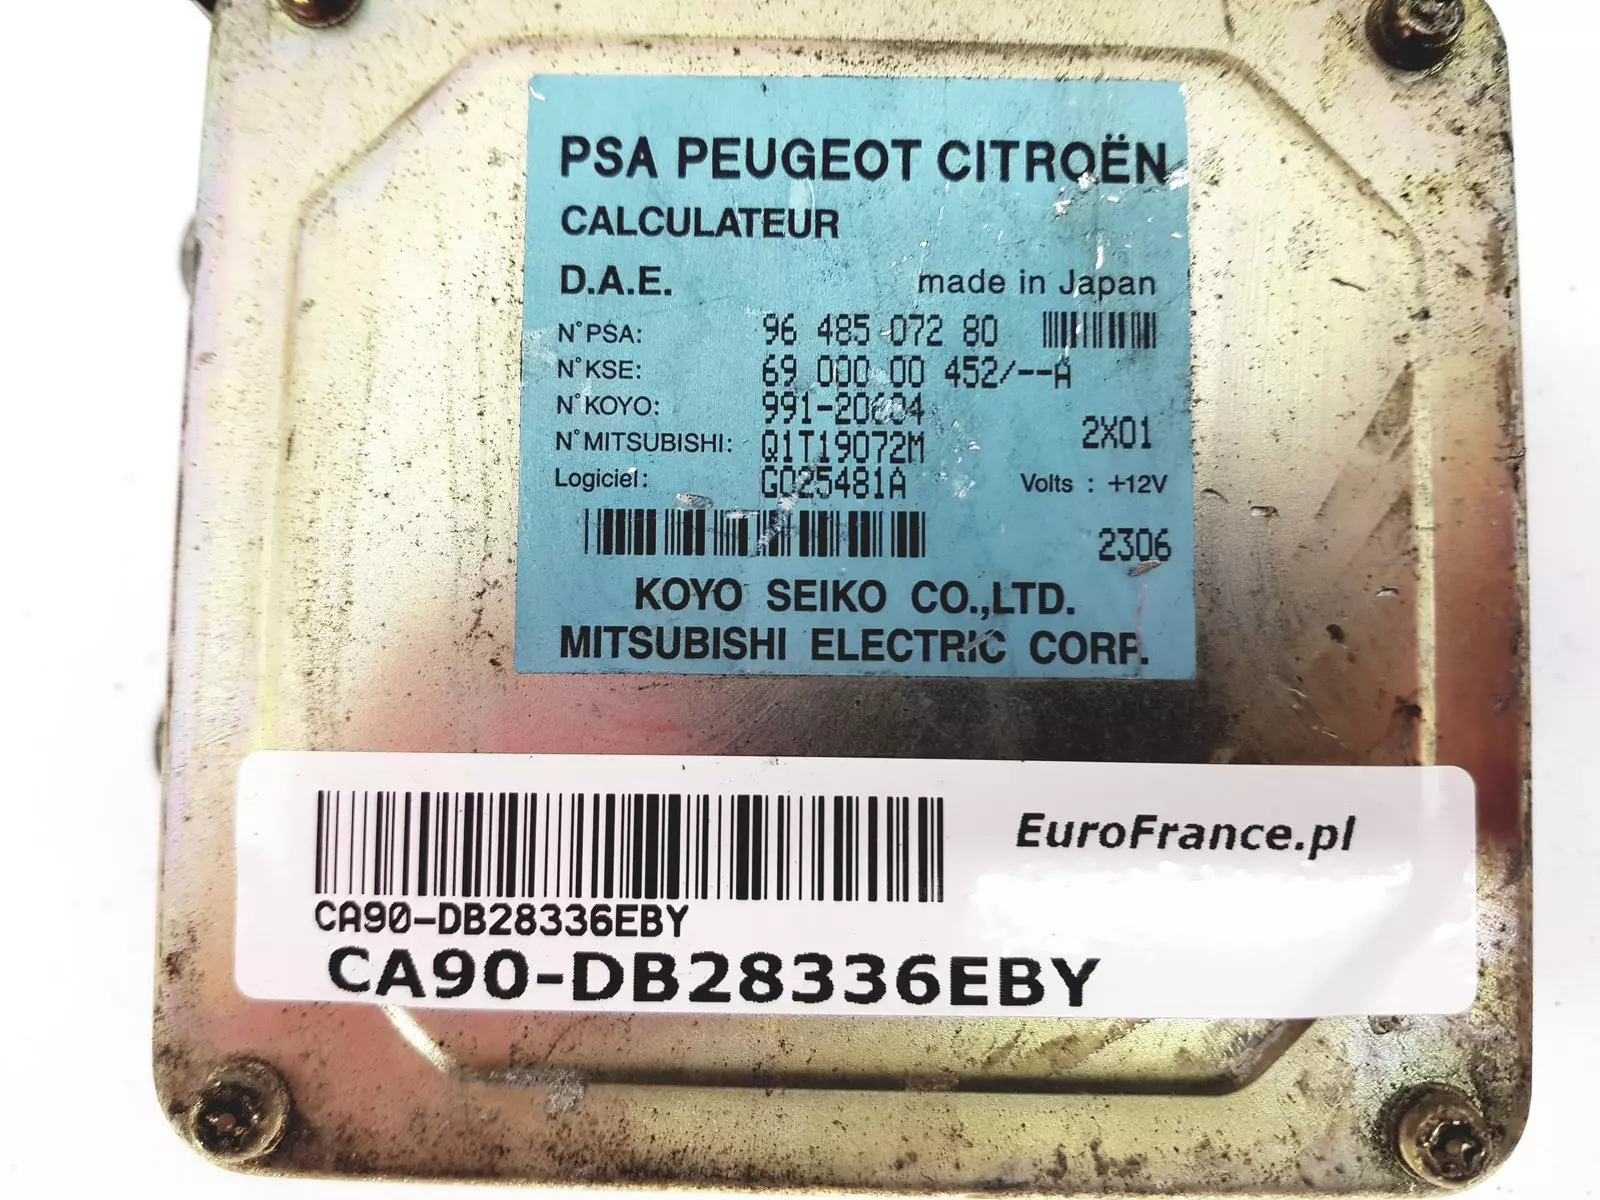 PSA PEUGEOT CITROËN
CALCULATEUR
D.A.E. made in Japan
N°PSA: 96 485 072 80
N°KSE: 69 000 00 452/--A
N°KOYO: 991-20604
N°MITSUBISHI: Q1T19072M 2X01
Logiciel: G025481A Volts : +12V
2306
KOYO SEIKO CO.,LTD.
MITSUBISHI ELECTRIC CORP.
EuroFrance.pl
CA90-DB28336EBY
CA90-DB28336EBY